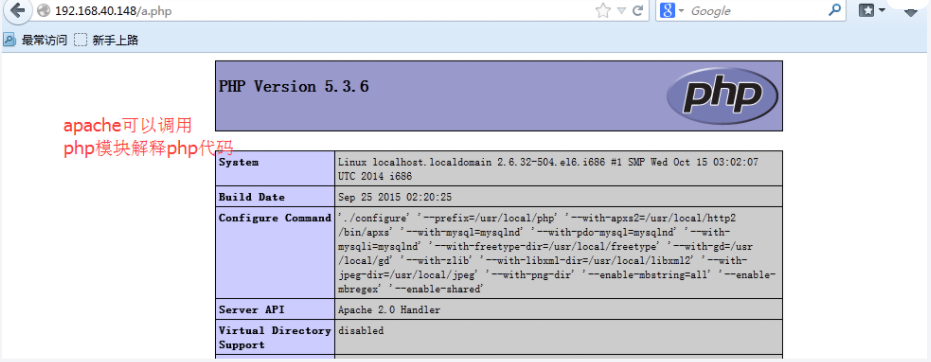 192.168.40.148/a.php
Google
最常访问 新手上路
PHP Version 5.3.6
php
apache可以调用
php模块解释php代码
System Linux localhost.localdomain 2.6.32-504.el6.i686 #1 SMP Wed Oct 15 03:02:07
UTC 2014 i686
Build Date Sep 25 2015 02:20:25
Configure Command './configure' '--prefix=/usr/local/php' '--with-apxs2=/usr/local/http2
/bin/apxs' '--with-mysql=mysqlnd' '--with-pdo-mysql=mysqlnd' '--with-
mysqli=mysqlnd' '--with-freetype-dir=/usr/local/freetype' '--with-gd=/usr
/local/gd' '--with-zlib' '--with-libxml-dir=/usr/local/libxml2' '--with-
jpeg-dir=/usr/local/jpeg' '--with-png-dir' '--enable-mbstring=all' '--enable-
mbregex' '--enable-shared'
Server API Apache 2.0 Handler
Virtual Directory disabled
Support